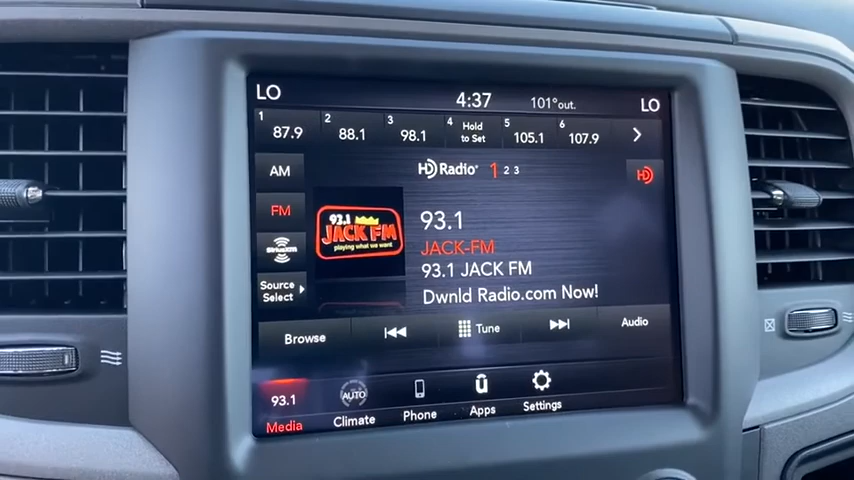 LO 4:37 101°out. LO
1 87.9 2 88.1 3 98.1 4 Hold to Set 5 105.1 6 107.9
AM HD Radio 1 2 3 HD
FM
SiriusXM
Source Select
93.1
JACK FM
playing what we want
93.1
JACK-FM
93.1 JACK FM
Dwnld Radio.com Now!
Browse Tune Audio
93.1 AUTO
Media Climate Phone Apps Settings